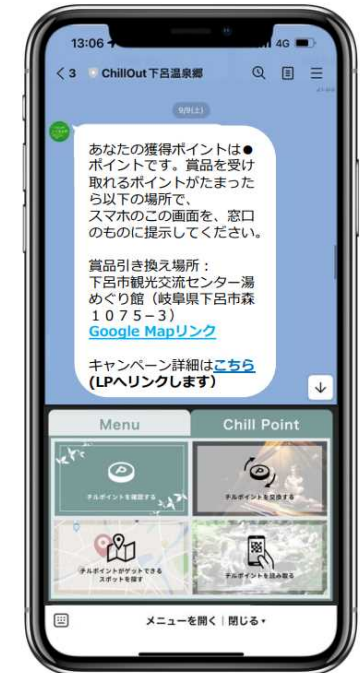 13:06
4G
3 ChillOut下呂温泉郷
9/9(土)
あなたの獲得ポイントは●
ポイントです。賞品を受け
取れるポイントがたまった
ら以下の場所で、
スマホのこの画面を、窓口
のものに提示してください。
賞品引き換え場所：
下呂市観光交流センター湯
めぐり館（岐阜県下呂市森
１０７５−３）
Google Mapリンク
キャンペーン詳細はこちら
(LPへリンクします）
Menu
Chill Point
チルポイントを確認する
チルポイントを交換する
チルポイントがゲットできる
スポットを探す
チルポイントを読み取る
メニューを開く｜閉じる